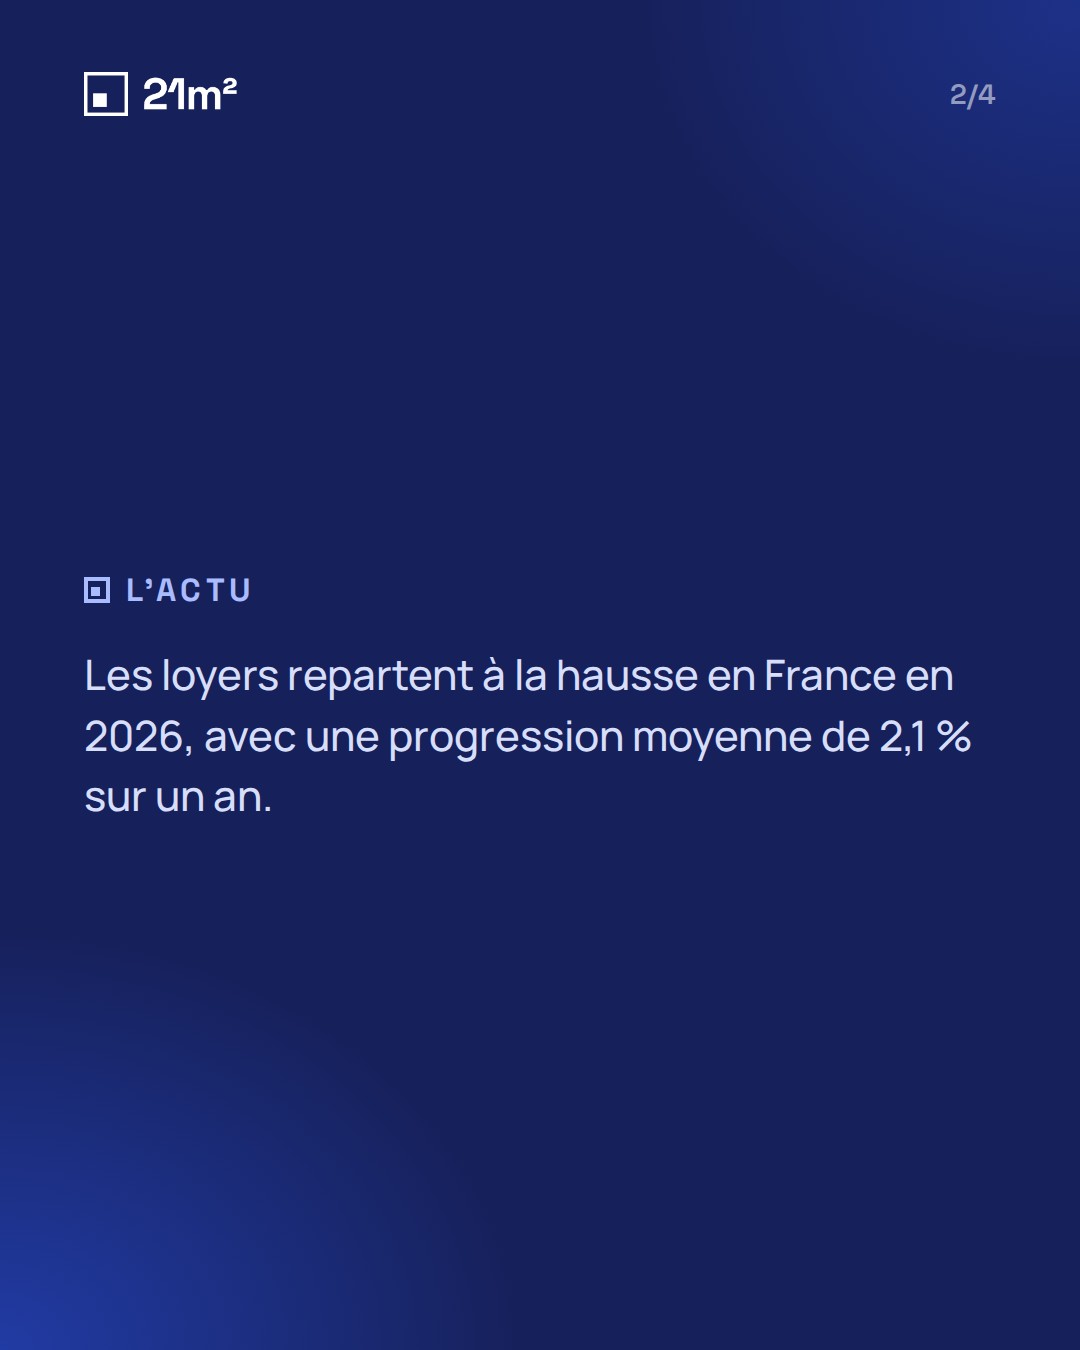 21m²
2/4
L'ACTU
Les loyers repartent à la hausse en France en
2026, avec une progression moyenne de 2,1 %
sur un an.